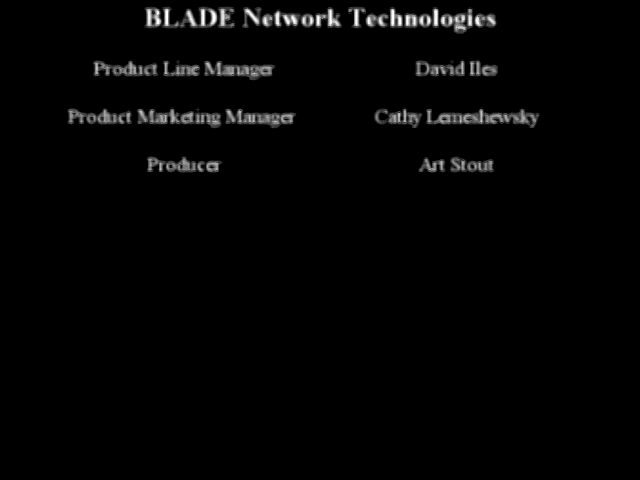 BLADE Network Technologies
Product Line Manager David Iles
Product Marketing Manager Cathy Lemeshewsky
Producer Art Stout